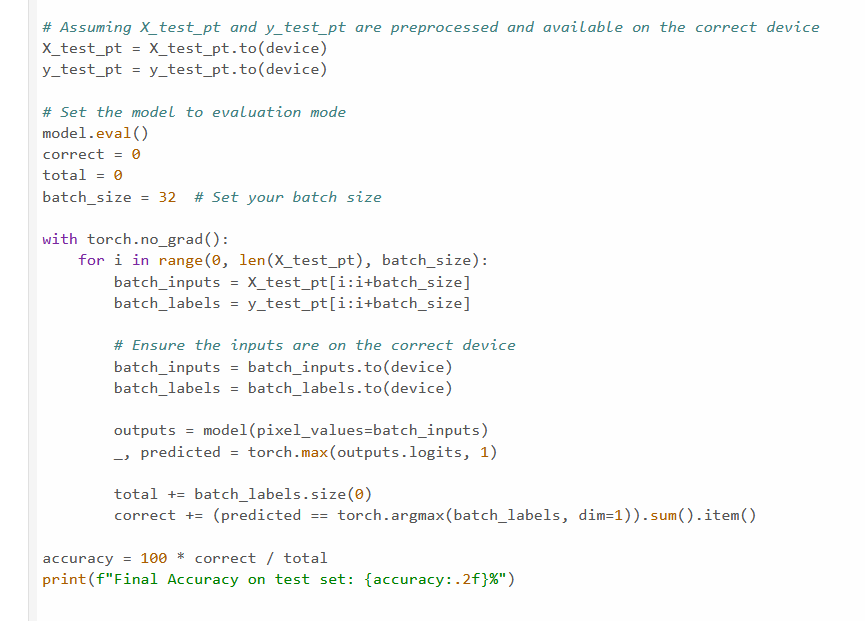 # Assuming X_test_pt and y_test_pt are preprocessed and available on the correct device
X_test_pt = X_test_pt.to(device)
y_test_pt = y_test_pt.to(device)

# Set the model to evaluation mode
model.eval()
correct = 0
total = 0
batch_size = 32  # Set your batch size

with torch.no_grad():
    for i in range(0, len(X_test_pt), batch_size):
        batch_inputs = X_test_pt[i:i+batch_size]
        batch_labels = y_test_pt[i:i+batch_size]

        # Ensure the inputs are on the correct device
        batch_inputs = batch_inputs.to(device)
        batch_labels = batch_labels.to(device)

        outputs = model(pixel_values=batch_inputs)
        _, predicted = torch.max(outputs.logits, 1)

        total += batch_labels.size(0)
        correct += (predicted == torch.argmax(batch_labels, dim=1)).sum().item()

accuracy = 100 * correct / total
print(f"Final Accuracy on test set: {accuracy:.2f}%")